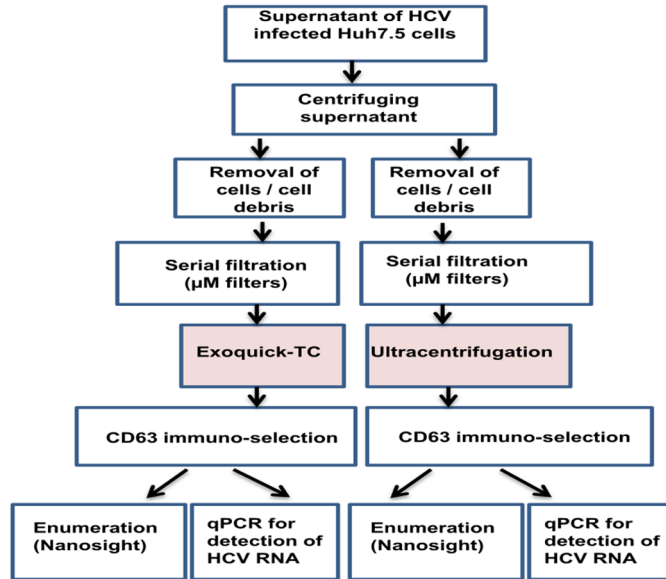 Supernatant of HCV
infected Huh7.5 cells
Centrifuging
supernatant
Removal of
cells / cell
debris
Removal of
cells / cell
debris
Serial filtration
(µM filters)
Serial filtration
(µM filters)
Exoquick-TC
Ultracentrifugation
CD63 immuno-selection
CD63 immuno-selection
Enumeration
(Nanosight)
qPCR for
detection of
HCV RNA
Enumeration
(Nanosight)
qPCR for
detection of
HCV RNA